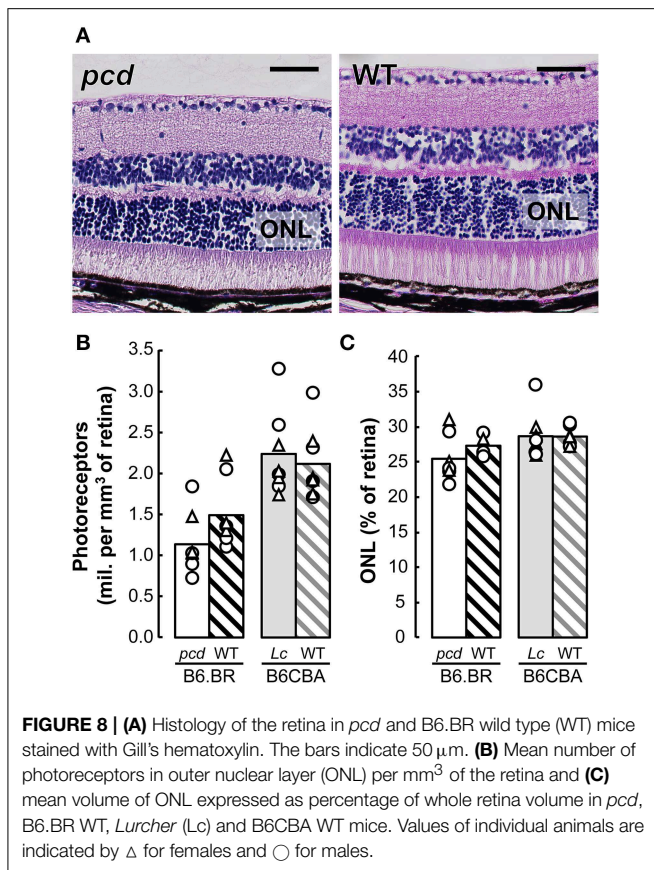 A
pcd
WT
ONL
ONL
B
C
3.5
3.0
2.5
2.0
1.5
1.0
0.5
0.0
Photoreceptors
(mil. per mm³ of retina)
pcd WT Lc WT
B6.BR B6CBA
40
35
30
25
20
15
10
5
0
ONL (% of retina)
pcd WT Lc WT
B6.BR B6CBA
FIGURE 8 | (A) Histology of the retina in pcd and B6.BR wild type (WT) mice
stained with Gill's hematoxylin. The bars indicate 50 μm. (B) Mean number of
photoreceptors in outer nuclear layer (ONL) per mm³ of the retina and (C)
mean volume of ONL expressed as percentage of whole retina volume in pcd,
B6.BR WT, Lurcher (Lc) and B6CBA WT mice. Values of individual animals are
indicated by △ for females and ○ for males.